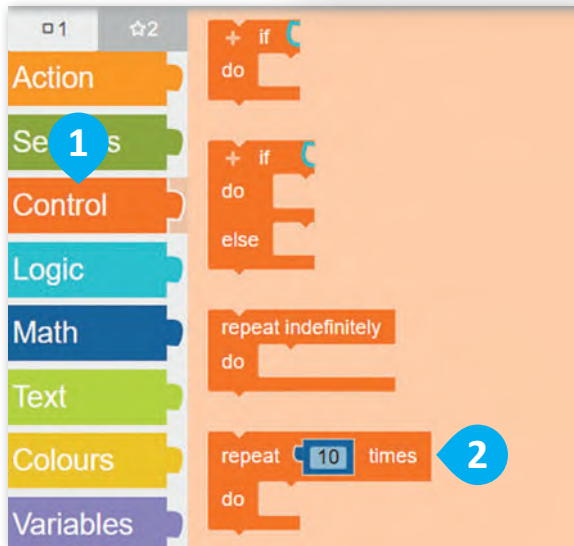 1 2
Action
Se s
1
Control
Logic
Math
Text
Colours
Variables
+ if
do
+ if
do
else
repeat indefinitely
do
repeat 10 times
2
do